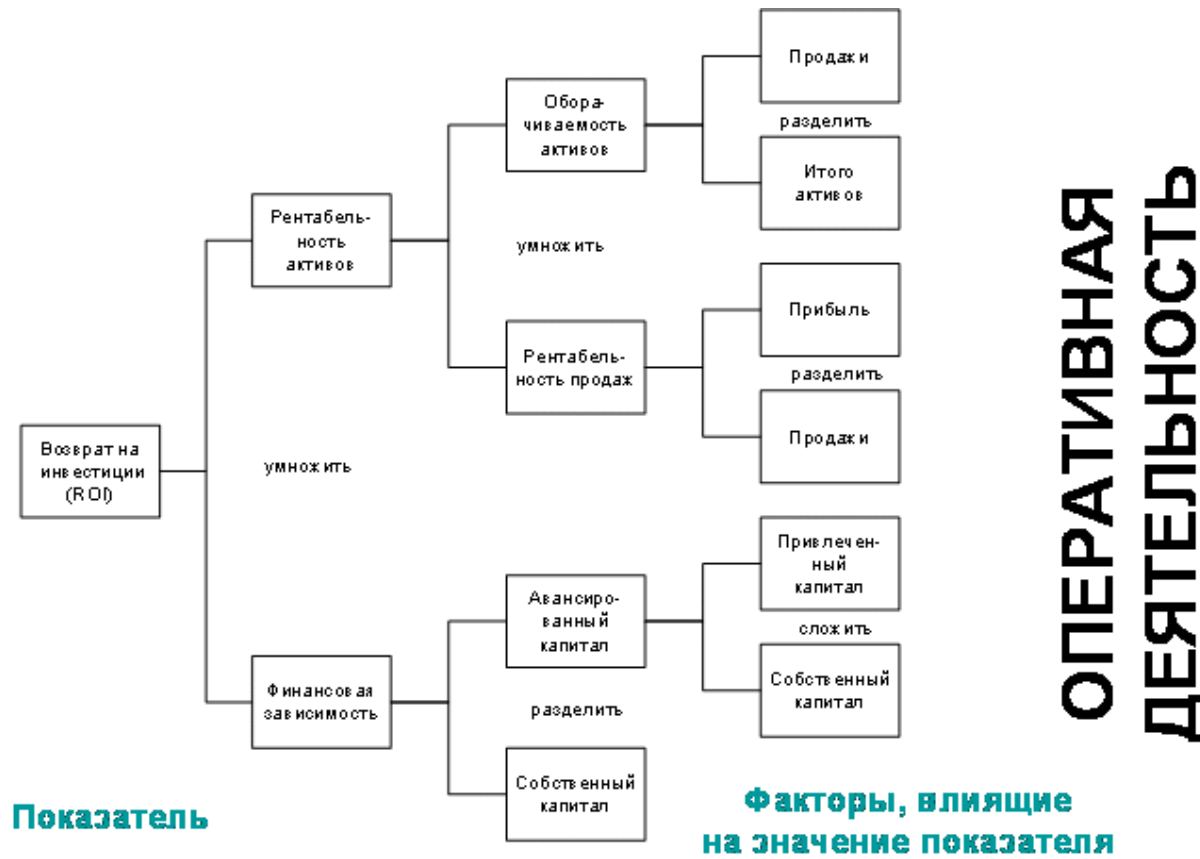 Продажи
разделить
Итого
активов
Обора-
чиваемость
активов
умножить
Рентабель-
ность
активов
Прибыль
разделить
Продажи
Рентабель-
ность продаж
Возврат на
инвестиции
(ROI)
умножить
Привлечен-
ный
капитал
сложить
Собственный
капитал
Авансиро-
ванный
капитал
разделить
Собственный
капитал
Финансовая
зависимость
Показатель
Факторы, влиящие
на значение показателя
ОПЕРАТИВНАЯ
ДЕЯТЕЛЬНОСТЬ